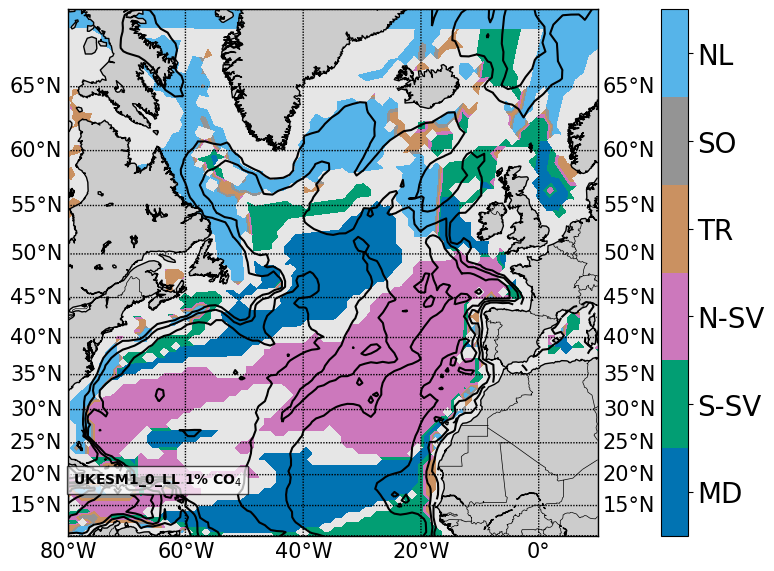 65°N 65°N NL
60°N 60°N SO
55°N 55°N TR
50°N 50°N
45°N 45°N N-SV
40°N 40°N
35°N 35°N
30°N 30°N S-SV
25°N 25°N
20°N 20°N
UKESM1_0_LL 1% CO₄
15°N 15°N MD
80°W 60°W 40°W 20°W 0°